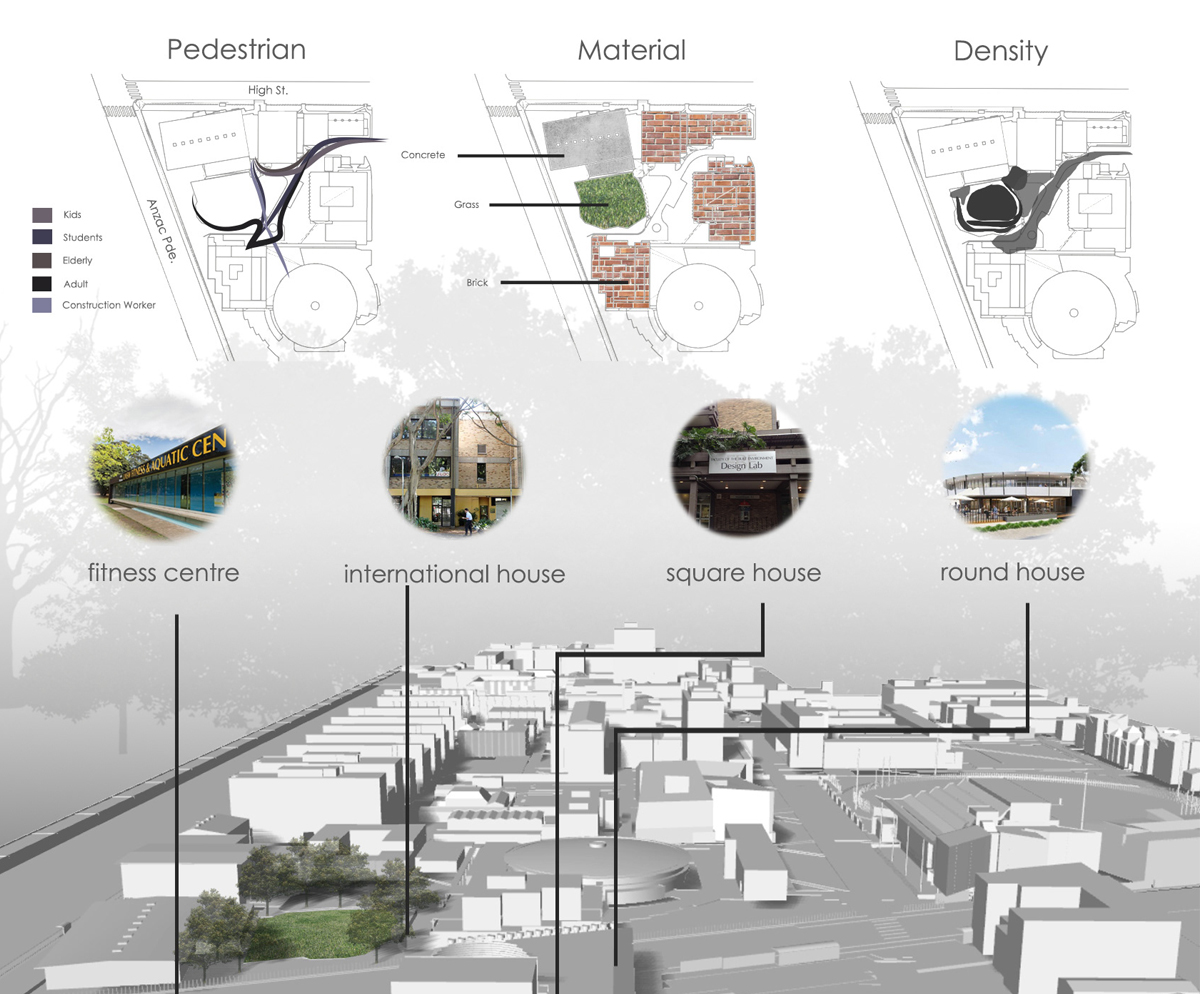 Pedestrian
Material
Density
High St.
Anzac Pde.
Kids
Students
Elderly
Adult
Construction Worker
Concrete
Grass
Brick
FITNESS & AQUATIC CEN
Design Lab
fitness centre
international house
square house
round house